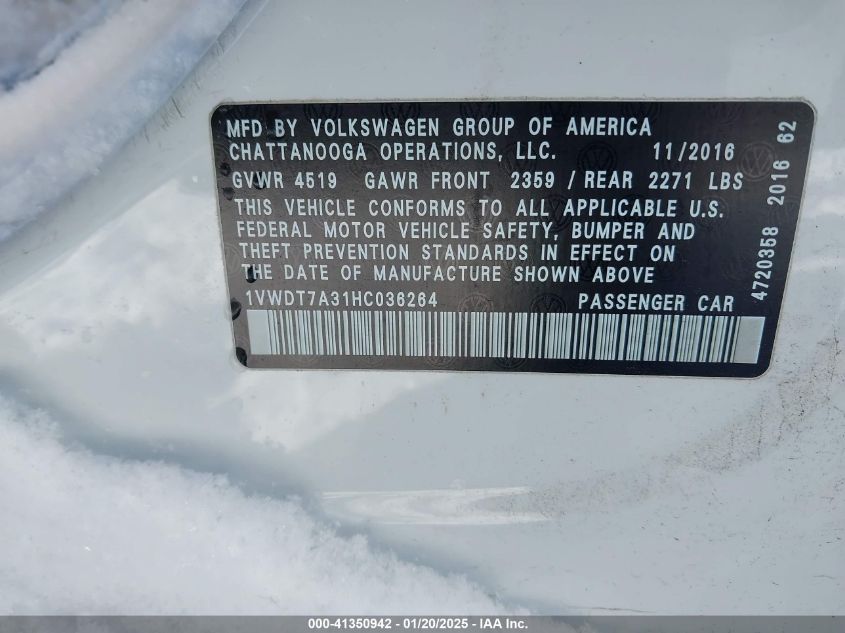 MFD BY VOLKSWAGEN GROUP OF AMERICA
CHATTANOOGA OPERATIONS, LLC. 11/2016
GVWR 4519 GAWR FRONT 2359 / REAR 2271 LBS
THIS VEHICLE CONFORMS TO ALL APPLICABLE U.S.
FEDERAL MOTOR VEHICLE SAFETY, BUMPER AND
THEFT PREVENTION STANDARDS IN EFFECT ON
THE DATE OF MANUFACTURE SHOWN ABOVE
1VWDT7A31HC036264 PASSENGER CAR
4720358 2016 62
000-41350942 - 01/20/2025 - IAA Inc.